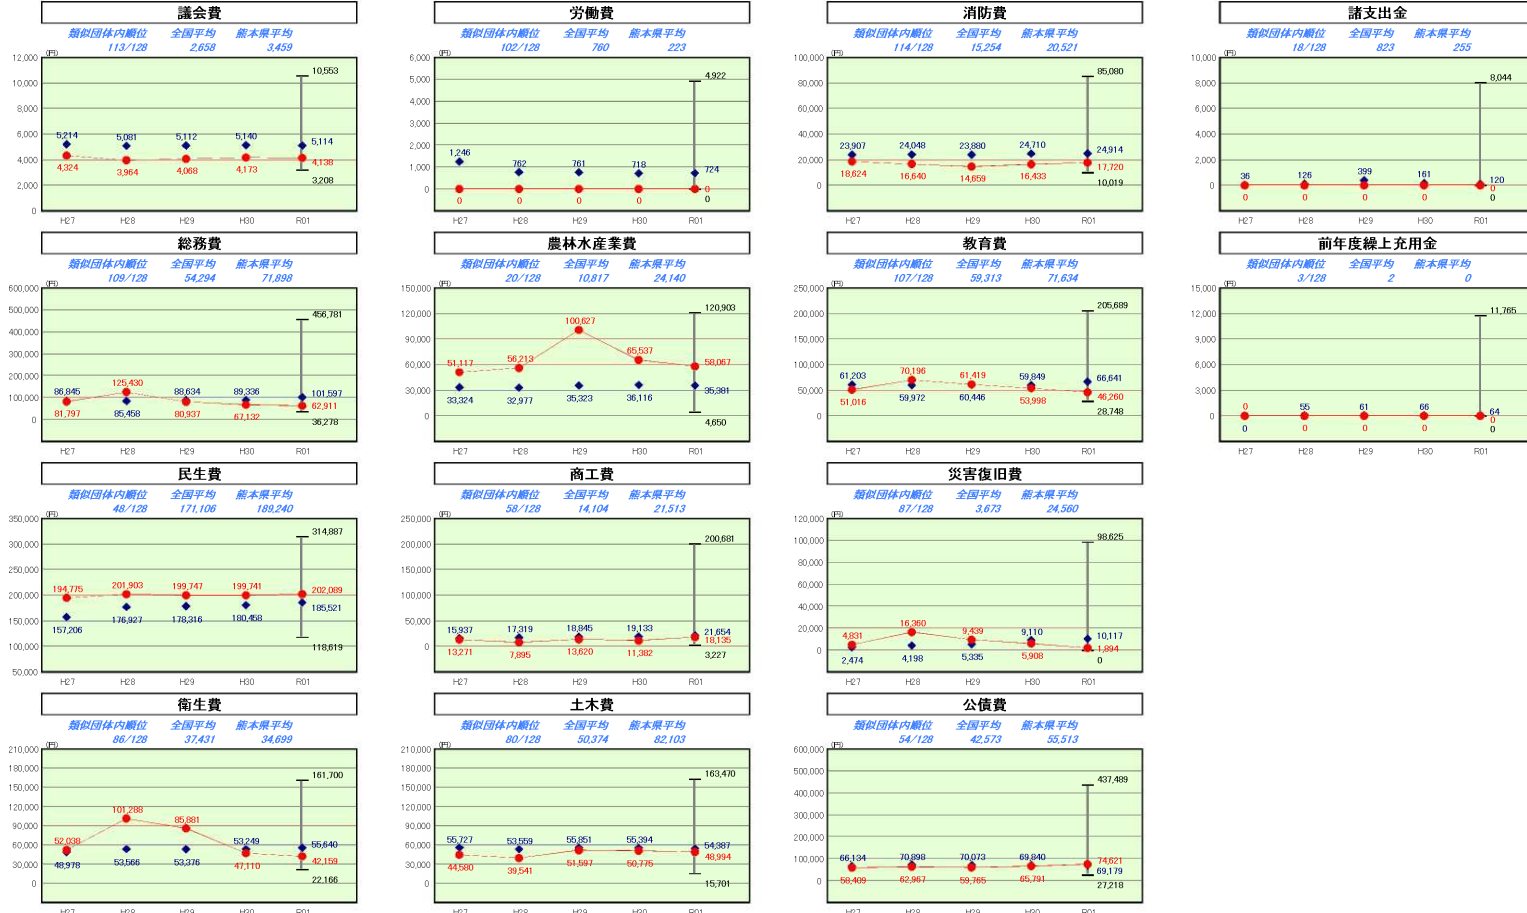 議会費
類似団体内順位 全国平均 熊本県平均
113/128 2,658 3,459
(円)
12,000
10,000
8,000
6,000
4,000
2,000
0
10,553
5,214 5,081 5,112 5,140 5,114
4,324 3,964 4,068 4,173 4,138
3,208
H27 H28 H29 H30 R01
労働費
類似団体内順位 全国平均 熊本県平均
102/128 760 223
(円)
6,000
5,000
4,000
3,000
2,000
1,000
0
4,922
1,246 762 761 718 724
0 0 0 0 0
0
H27 H28 H29 H30 R01
消防費
類似団体内順位 全国平均 熊本県平均
114/128 15,254 20,521
(円)
100,000
80,000
60,000
40,000
20,000
0
85,080
23,907 24,048 23,880 24,710 24,914
18,624 16,640 14,659 16,433 17,720
10,019
H27 H28 H29 H30 R01
諸支出金
類似団体内順位 全国平均 熊本県平均
18/128 823 255
(円)
10,000
8,000
6,000
4,000
2,000
0
8,044
36 126 399 161 120
0 0 0 0 0
0
H27 H28 H29 H30 R01
総務費
類似団体内順位 全国平均 熊本県平均
109/128 54,294 71,898
(円)
600,000
500,000
400,000
300,000
200,000
100,000
0
456,781
86,845 125,430 88,634 89,336 101,597
81,797 85,458 80,937 67,132 62,911
36,278
H27 H28 H29 H30 R01
農林水産業費
類似団体内順位 全国平均 熊本県平均
20/128 10,817 24,140
(円)
150,000
120,000
90,000
60,000
30,000
0
120,903
51,117 56,213 100,627 65,537 58,067
33,324 32,977 35,323 36,116 35,381
4,650
H27 H28 H29 H30 R01
教育費
類似団体内順位 全国平均 熊本県平均
107/128 59,313 71,634
(円)
250,000
200,000
150,000
100,000
50,000
0
205,689
61,203 70,196 61,419 59,849 66,641
51,016 59,972 60,446 53,998 46,260
28,748
H27 H28 H29 H30 R01
前年度繰上充用金
類似団体内順位 全国平均 熊本県平均
3/128 2 0
(円)
15,000
12,000
9,000
6,000
3,000
0
11,765
0 55 61 66 64
0 0 0 0 0
0
H27 H28 H29 H30 R01
民生費
類似団体内順位 全国平均 熊本県平均
48/128 171,106 189,240
(円)
350,000
300,000
250,000
200,000
150,000
100,000
50,000
314,887
194,775 201,903 199,747 199,741 202,089
157,206 176,927 178,316 180,458 185,521
118,619
H27 H28 H29 H30 R01
商工費
類似団体内順位 全国平均 熊本県平均
58/128 14,104 21,513
(円)
250,000
200,000
150,000
100,000
50,000
0
200,681
15,937 17,319 18,845 19,133 21,654
13,271 7,895 13,620 11,382 18,135
3,227
H27 H28 H29 H30 R01
災害復旧費
類似団体内順位 全国平均 熊本県平均
87/128 3,673 24,560
(円)
120,000
100,000
80,000
60,000
40,000
20,000
0
98,625
4,831 16,360 9,439 9,110 10,117
2,474 4,198 5,335 5,908 1,894
0
H27 H28 H29 H30 R01
衛生費
類似団体内順位 全国平均 熊本県平均
86/128 37,431 34,699
(円)
210,000
180,000
150,000
120,000
90,000
60,000
30,000
0
161,700
52,038 101,288 85,881 53,249 55,640
48,978 53,566 53,376 47,110 42,159
22,166
H27 H28 H29 H30 R01
土木費
類似団体内順位 全国平均 熊本県平均
80/128 50,374 82,103
(円)
210,000
180,000
150,000
120,000
90,000
60,000
30,000
0
163,470
55,727 53,559 55,851 55,394 54,387
44,580 39,541 51,597 50,775 48,994
15,701
H27 H28 H29 H30 R01
公債費
類似団体内順位 全国平均 熊本県平均
54/128 42,573 55,513
(円)
600,000
500,000
400,000
300,000
200,000
100,000
0
437,489
66,134 70,898 70,073 69,840 74,621
58,409 62,967 59,765 65,791 69,179
27,218
H27 H28 H29 H30 R01